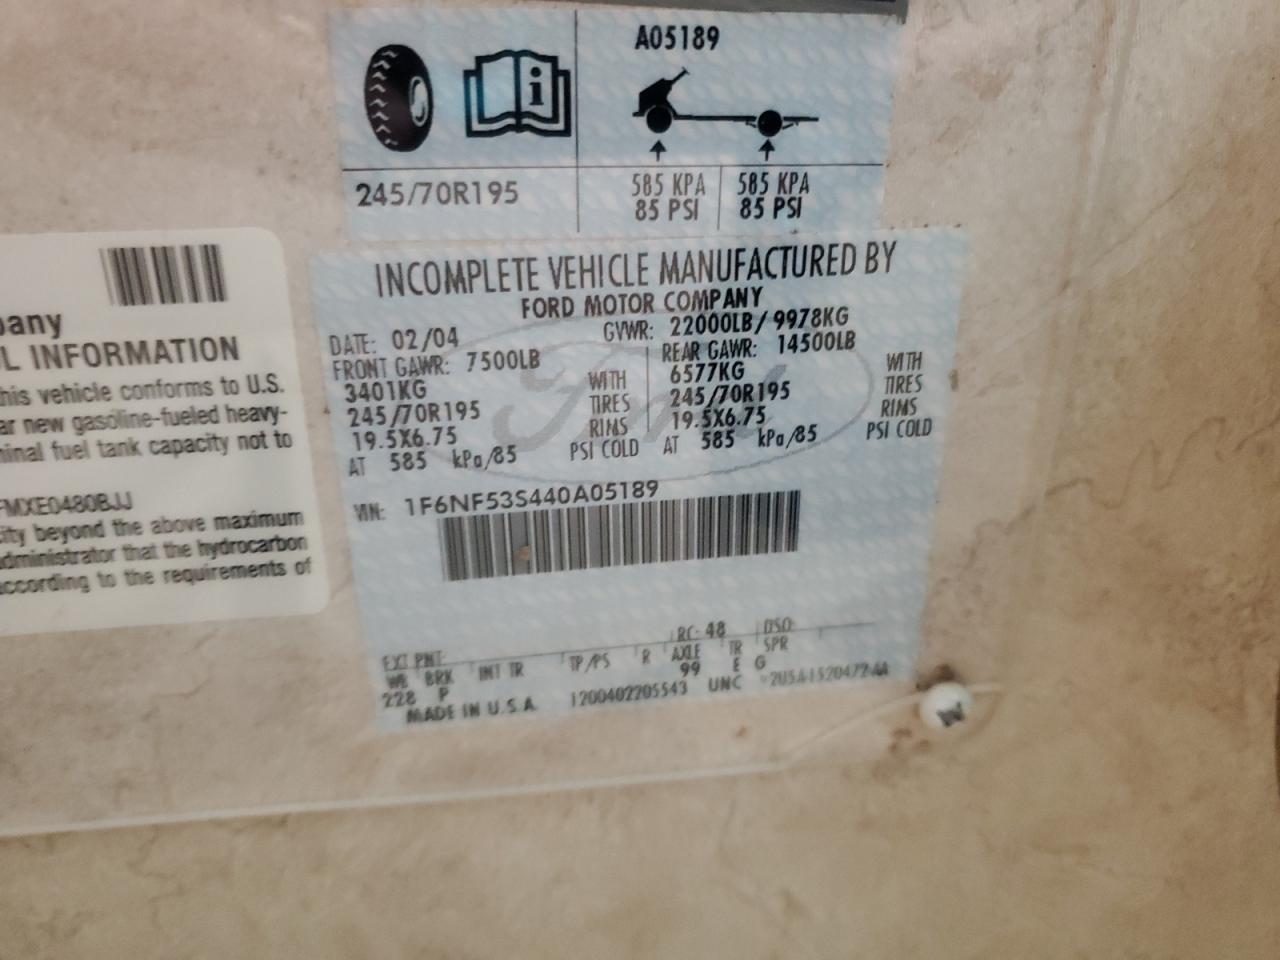 A05189
245/70R195
585 KPA
85 PSI
585 KPA
85 PSI
INCOMPLETE VEHICLE MANUFACTURED BY
FORD MOTOR COMPANY
DATE: 02/04
GVWR: 22000LB/9978KG
FRONT GAWR: 7500LB
3401KG
WITH
245/70R195
TIRES
19.5X6.75
RIMS
AT 585 kPa/85 PSI COLD
REAR GAWR: 14500LB
6577KG
WITH
245/70R195
TIRES
19.5X6.75
RIMS
AT 585 kPa/85 PSI COLD
Ford
VIN: 1F6NF53S440A05189
EXT PNT: RC: 48 DSO:
WB BRK INT TR TP/PS R AXLE TR SPR
228 P 99 E G
MADE IN U.S.A. 1200402205543 UNC
pany
L INFORMATION
his vehicle conforms to U.S.
ar new gasoline-fueled heavy-
minal fuel tank capacity not to
FMXE0480BJJ
city beyond the above maximum
dministrator that the hydrocarbon
according to the requirements of